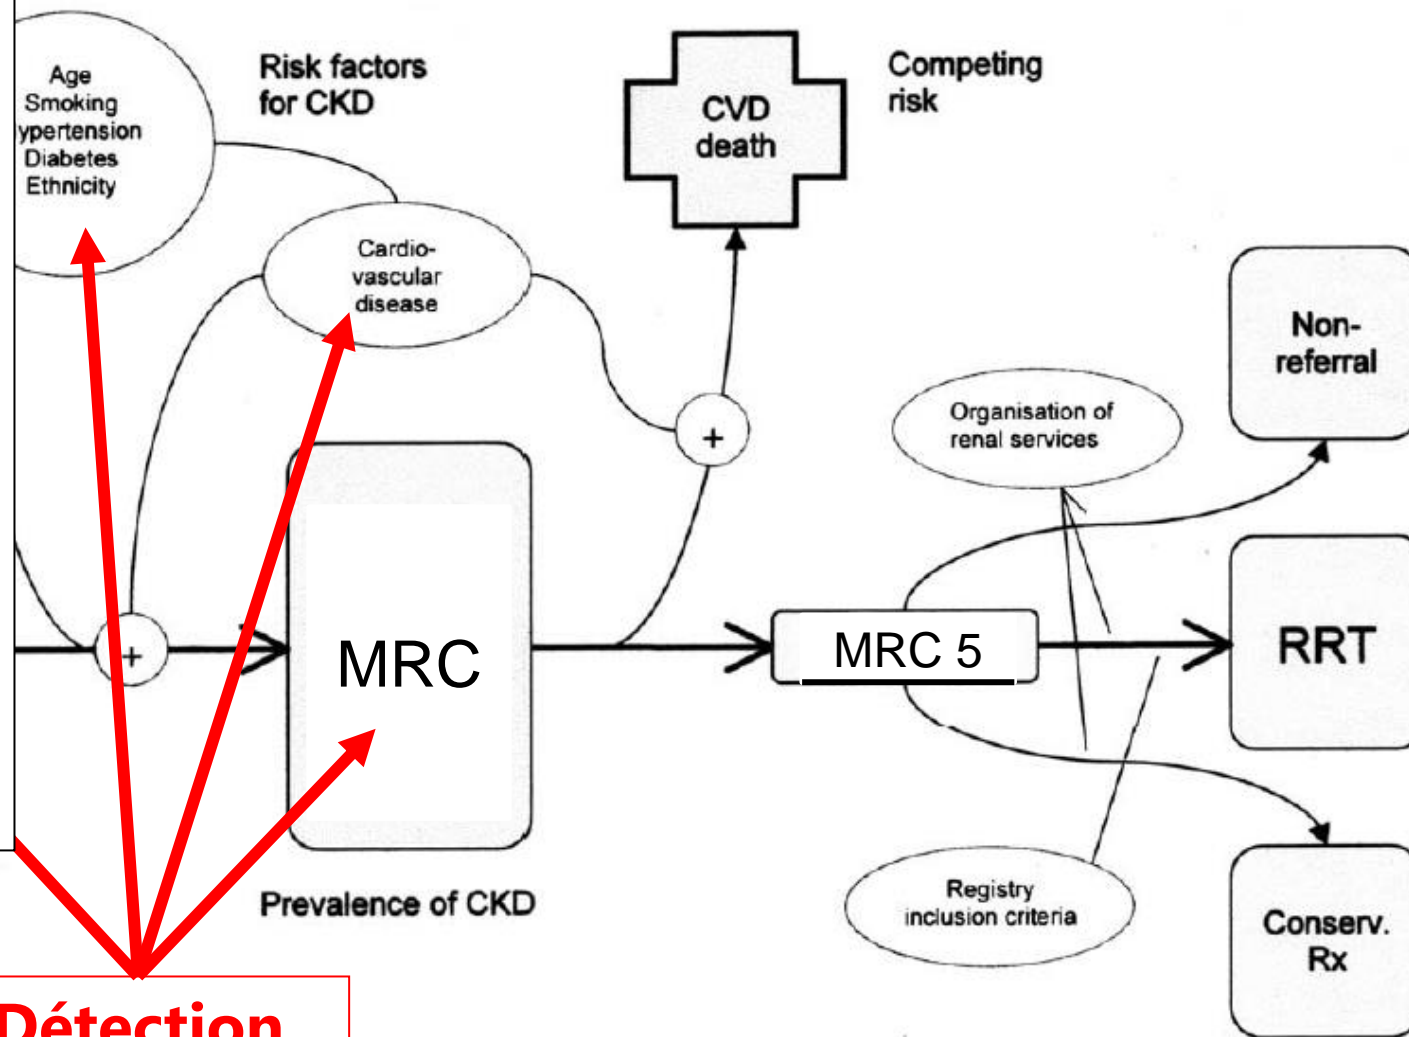 Age
Smoking
ypertension
Diabetes
Ethnicity
Risk factors
for CKD
CVD
death
Competing
risk
Cardio-
vascular
disease
Non-
referral
Organisation of
renal services
+
+
MRC
MRC 5
RRT
Prevalence of CKD
Registry
inclusion criteria
Conserv.
Rx
Détection